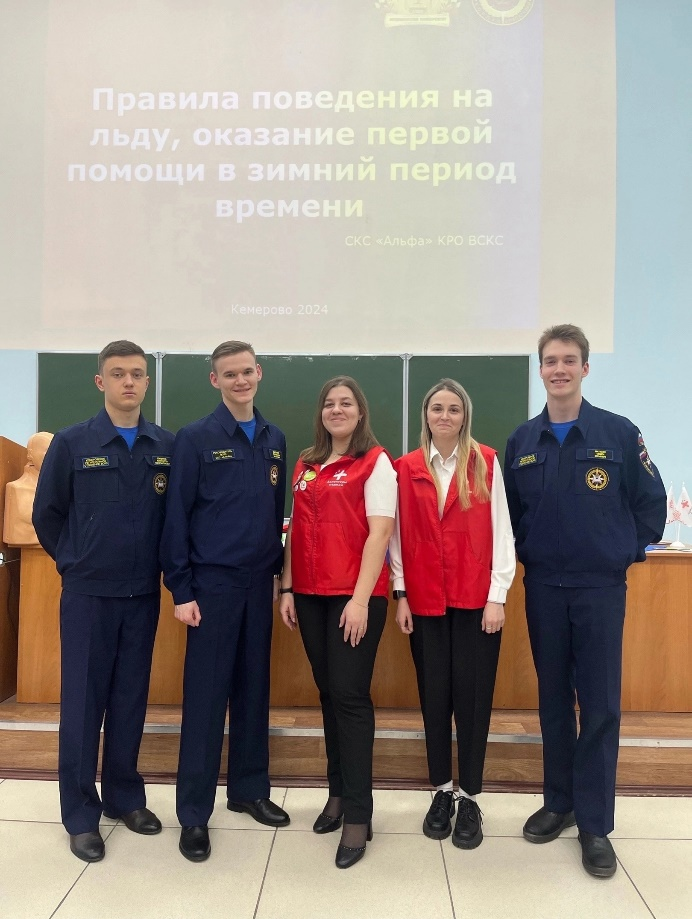 Правила поведения на
льду, оказание первой
помощи в зимний период
времени
СКС «Альфа» КРО ВСКС
Кемерово 2024